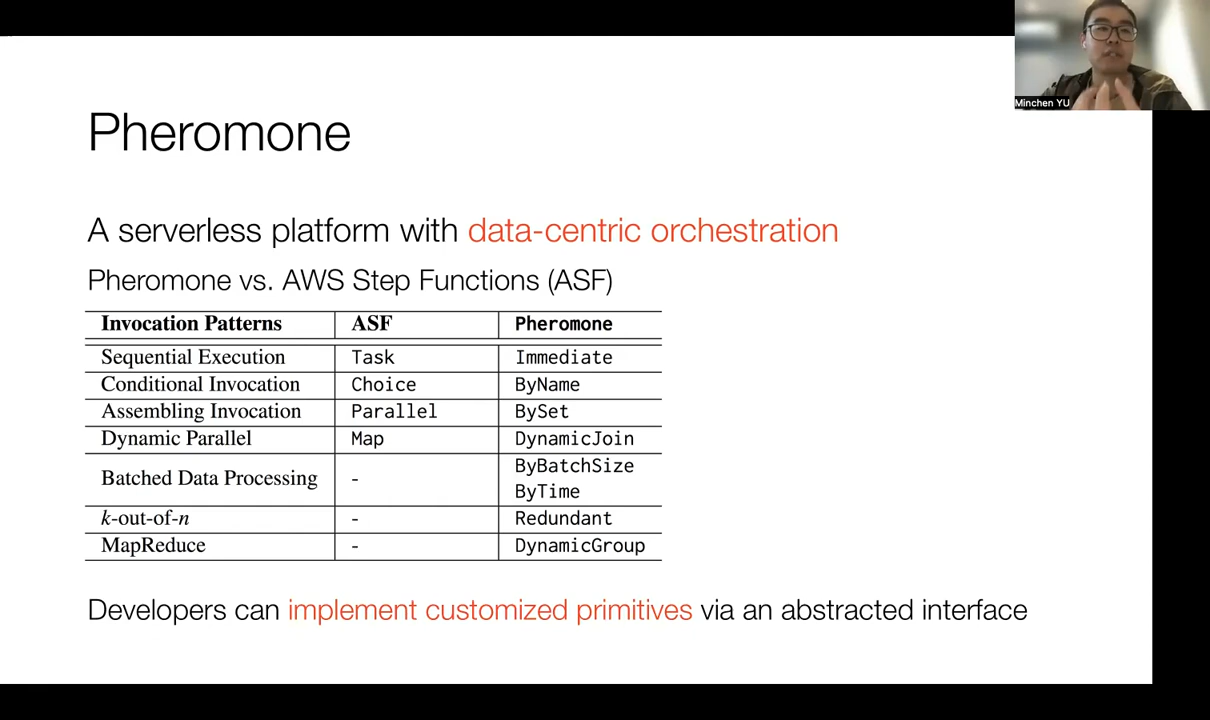 Minchen YU
Pheromone
A serverless platform with data-centric orchestration
Pheromone vs. AWS Step Functions (ASF)
Invocation Patterns ASF Pheromone
Sequential Execution Task Immediate
Conditional Invocation Choice ByName
Assembling Invocation Parallel BySet
Dynamic Parallel Map DynamicJoin
Batched Data Processing - ByBatchSize
ByTime
k-out-of-n - Redundant
MapReduce - DynamicGroup
Developers can implement customized primitives via an abstracted interface